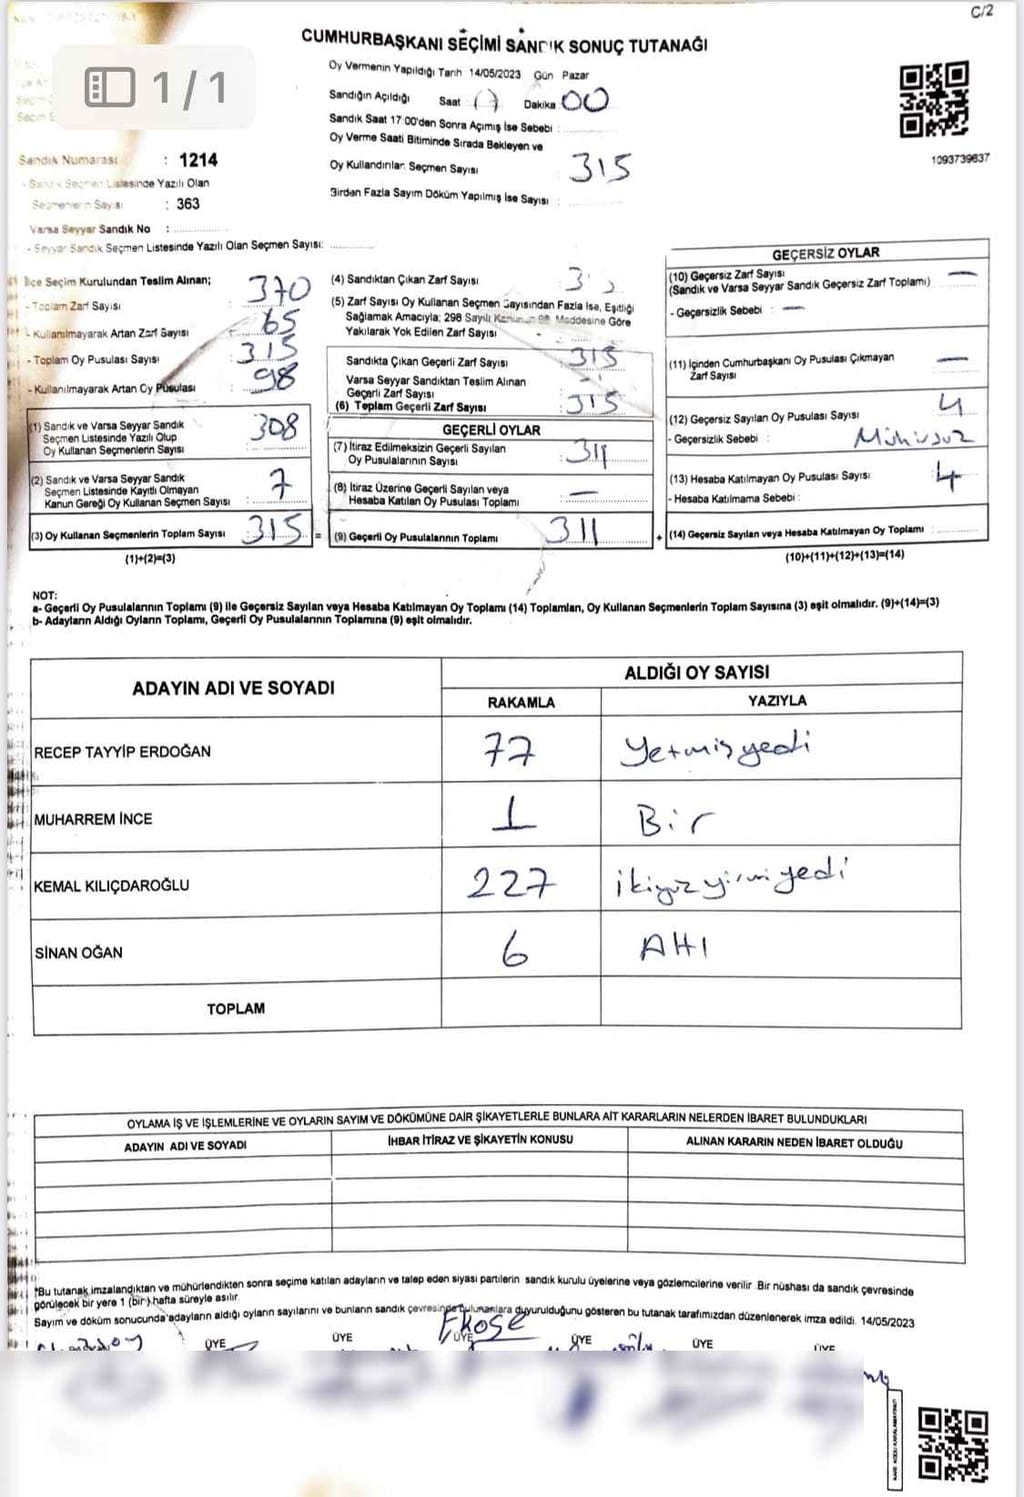 C/2
CUMHURBAŞKANI SEÇİMİ SANDIK SONUÇ TUTANAĞI
1 / 1
Oy Vermenin Yapıldığı Tarih 14/05/2023 Gün Pazar
Sandığın Açıldığı Saat 17 Dakika 00
Sandık Saat 17:00'den Sonra Açımış İse Sebebi :
Oy Verme Saati Bitiminde Sırada Bekleyen ve
Oy Kullandırılan Seçmen Sayısı 315
Birden Fazla Sayım Döküm Yapılmış İse Sayısı :
1093739637
Sandık Numarası : 1214
- Sandık Seçmen Listesinde Yazılı Olan
Seçmenlerin Sayısı : 363
Varsa Seyyar Sandık No :
- Seyyar Sandık Seçmen Listesinde Yazılı Olan Seçmen Sayısı:
İlçe Seçim Kurulundan Teslim Alınan;
- Toplam Zarf Sayısı : 370
- Kullanılmayarak Artan Zarf Sayısı : 65
- Toplam Oy Pusulası Sayısı : 315
- Kullanılmayarak Artan Oy Pusulası : 98
(1) Sandık ve Varsa Seyyar Sandık
Seçmen Listesinde Yazılı Olup
Oy Kullanan Seçmenlerin Sayısı 308
(2) Sandık ve Varsa Seyyar Sandık
Seçmen Listesinde Kayıtlı Olmayan
Kanun Gereği Oy Kullanan Seçmen Sayısı 7
(3) Oy Kullanan Seçmenlerin Toplam Sayısı : 315 =
(1)+(2)=(3)
(4) Sandıktan Çıkan Zarf Sayısı
(5) Zarf Sayısı Oy Kullanan Seçmen Sayısından Fazla İse, Eşitliği
Sağlamak Amacıyla; 298 Sayılı Kanunun 98. Maddesine Göre
Yakılarak Yok Edilen Zarf Sayısı
Sandıkta Çıkan Geçerli Zarf Sayısı : 315
Varsa Seyyar Sandıktan Teslim Alınan
Geçerli Zarf Sayısı
(6) Toplam Geçerli Zarf Sayısı : 315
GEÇERLİ OYLAR
(7) İtiraz Edilmeksizin Geçerli Sayılan
Oy Pusulalarının Sayısı : 311
(8) İtiraz Üzerine Geçerli Sayılan veya
Hesaba Katılan Oy Pusulası Toplamı : —
(9) Geçerli Oy Pusulalarının Toplamı 311 +
GEÇERSİZ OYLAR
(10) Geçersiz Zarf Sayısı —
(Sandık ve Varsa Seyyar Sandık Geçersiz Zarf Toplamı)
- Geçersizlik Sebebi : —
(11) İçinden Cumhurbaşkanı Oy Pusulası Çıkmayan —
Zarf Sayısı
(12) Geçersiz Sayılan Oy Pusulası Sayısı 4
- Geçersizlik Sebebi : Mühürsüz
(13) Hesaba Katılmayan Oy Pusulası Sayısı 4
- Hesaba Katılmama Sebebi :
(14) Geçersiz Sayılan veya Hesaba Katılmayan Oy Toplamı :
(10)+(11)+(12)+(13)=(14)
NOT:
a- Geçerli Oy Pusulalarının Toplamı (9) ile Geçersiz Sayılan veya Hesaba Katılmayan Oy Toplamı (14) Toplamları, Oy Kullanan Seçmenlerin Toplam Sayısına (3) eşit olmalıdır. (9)+(14)=(3)
b- Adayların Aldığı Oyların Toplamı, Geçerli Oy Pusulalarının Toplamına (9) eşit olmalıdır.
ADAYIN ADI VE SOYADI
ALDIĞI OY SAYISI
RAKAMLA YAZIYLA
RECEP TAYYİP ERDOĞAN 77 Yetmişyedi
MUHARREM İNCE 1 Bir
KEMAL KILIÇDAROĞLU 227 ikiyüzyirmiyedi
SİNAN OĞAN 6 Altı
TOPLAM
OYLAMA İŞ VE İŞLEMLERİNE VE OYLARIN SAYIM VE DÖKÜMÜNE DAİR ŞİKAYETLERLE BUNLARA AİT KARARLARIN NELERDEN İBARET BULUNDUKLARI
ADAYIN ADI VE SOYADI İHBAR İTİRAZ VE ŞİKAYETİN KONUSU ALINAN KARARIN NEDEN İBARET OLDUĞU
*Bu tutanak imzalandıktan ve mühürlendikten sonra seçime katılan adayların ve talep eden siyasi partilerin sandık kurulu üyelerine veya gözlemcilerine verilir. Bir nüshası da sandık çevresinde
görülecek bir yere 1 (bir) hafta süreyle asılır.
Sayım ve döküm sonucunda adayların aldığı oyların sayılarını ve bunların sandık çevresinde bulunanlara duyurulduğunu gösteren bu tutanak tarafımızdan düzenlenerek imza edildi. 14/05/2023
ÜYE ÜYE ÜYE ÜYE ÜYE ÜYE